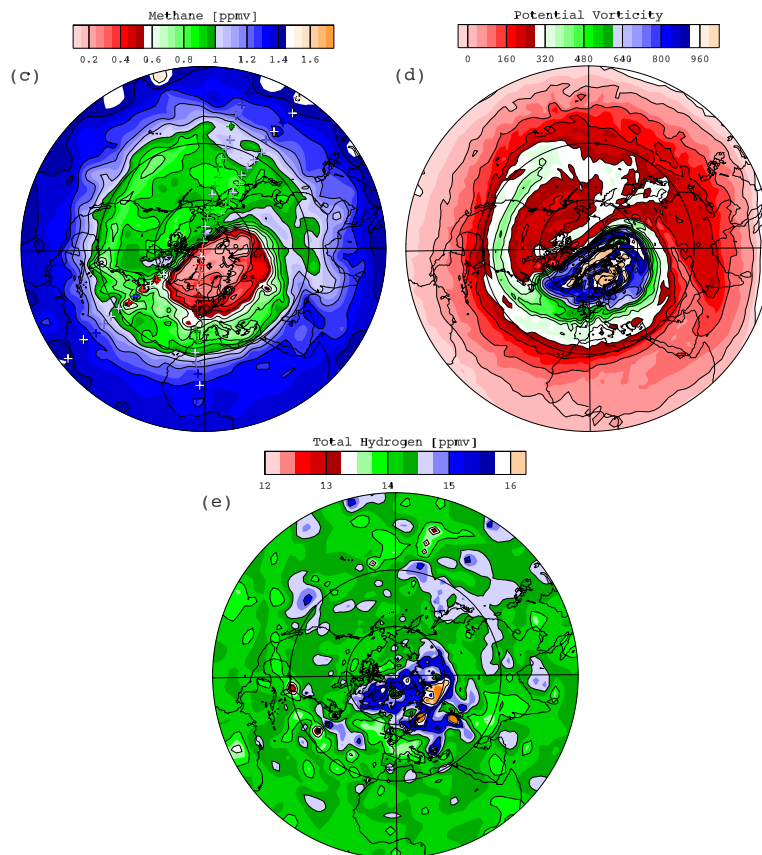 Methane [ppmv]
0.2 0.4 0.6 0.8 1 1.2 1.4 1.6
(c)
Potential Vorticity
0 160 320 480 640 800 960
(d)
Total Hydrogen [ppmv]
12 13 14 15 16
(e)